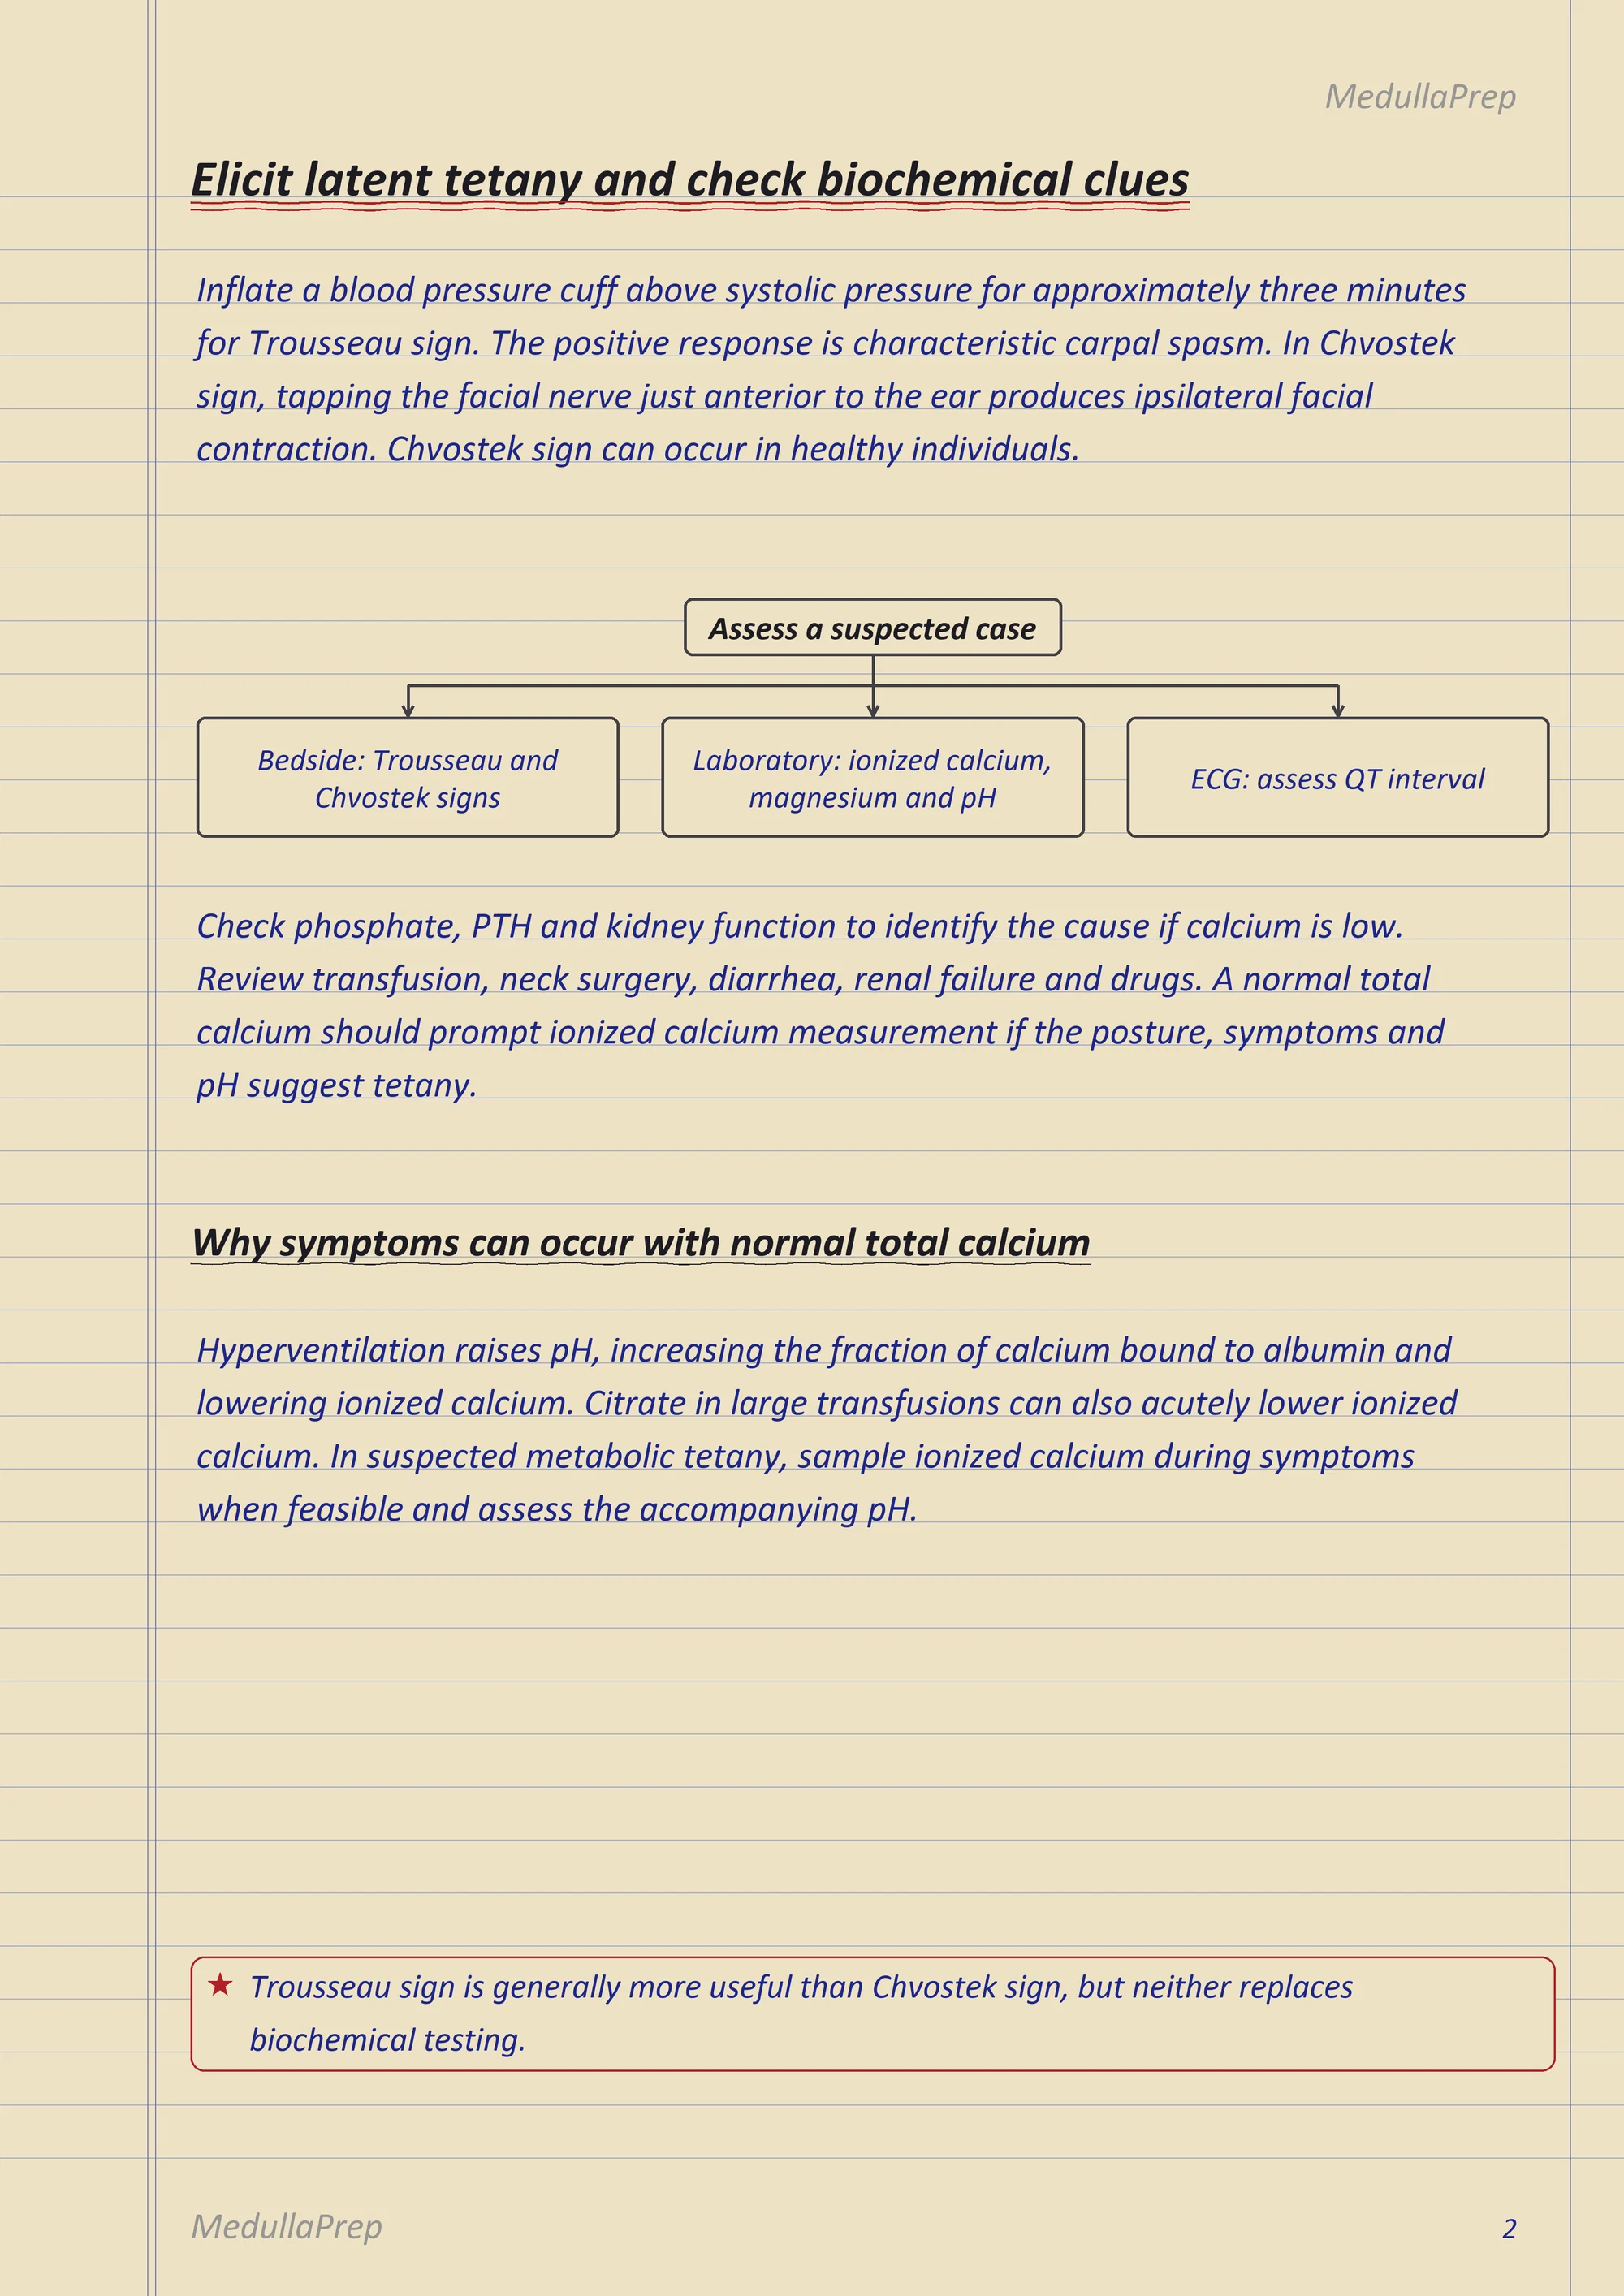 MedullaPrep
Elicit latent tetany and check biochemical clues
Inflate a blood pressure cuff above systolic pressure for approximately three minutes
for Trousseau sign. The positive response is characteristic carpal spasm. In Chvostek
sign, tapping the facial nerve just anterior to the ear produces ipsilateral facial
contraction. Chvostek sign can occur in healthy individuals.
Assess a suspected case
Bedside: Trousseau and
Chvostek signs
Laboratory: ionized calcium,
magnesium and pH
ECG: assess QT interval
Check phosphate, PTH and kidney function to identify the cause if calcium is low.
Review transfusion, neck surgery, diarrhea, renal failure and drugs. A normal total
calcium should prompt ionized calcium measurement if the posture, symptoms and
pH suggest tetany.
Why symptoms can occur with normal total calcium
Hyperventilation raises pH, increasing the fraction of calcium bound to albumin and
lowering ionized calcium. Citrate in large transfusions can also acutely lower ionized
calcium. In suspected metabolic tetany, sample ionized calcium during symptoms
when feasible and assess the accompanying pH.
★ Trousseau sign is generally more useful than Chvostek sign, but neither replaces
biochemical testing.
MedullaPrep
2